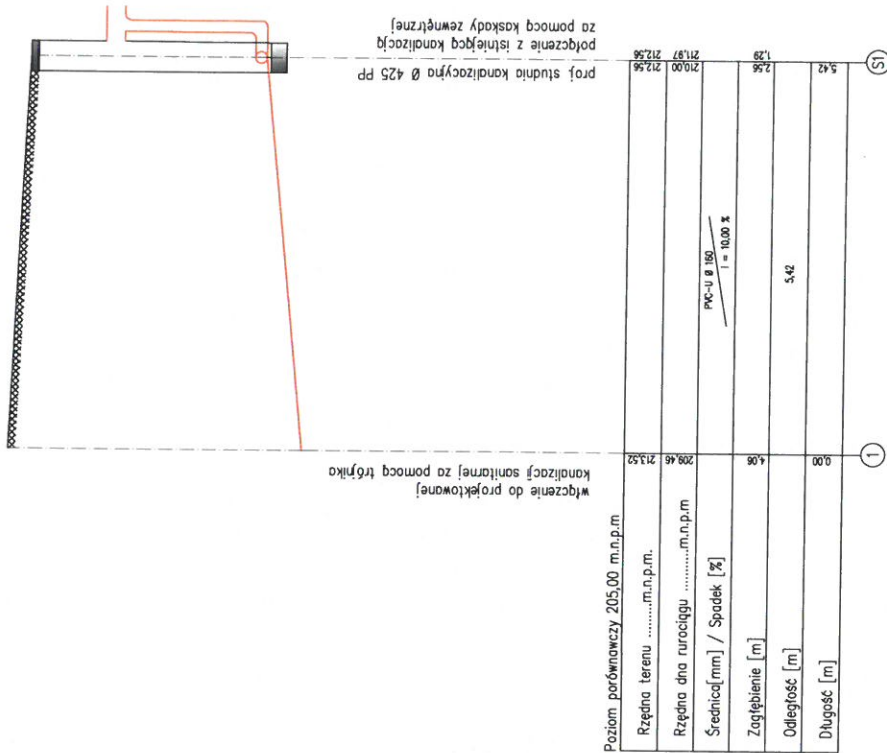 proj. studnia kanalizacyjna Ø 425 PP
połączenie z istniejącą kanalizacją
za pomocą kaskady zewnętrznej
włączenie do projektowanej
kanalizacji sanitarnej za pomocą trójnika
Poziom porównawczy 205,00 m.n.p.m
Rzędna terenu .........m.n.p.m.
213,52
212,56
212,56
Rzędna dna rurociągu ..........m.n.p.m
209,46
210,00
211,97
Średnica[mm] / Spadek [%]
PVC-U Ø 160
i = 10,00 %
Zagłębienie [m]
4,06
2,56
1,29
Odległość [m]
5,42
Długość [m]
0,00
5,42
1
S1